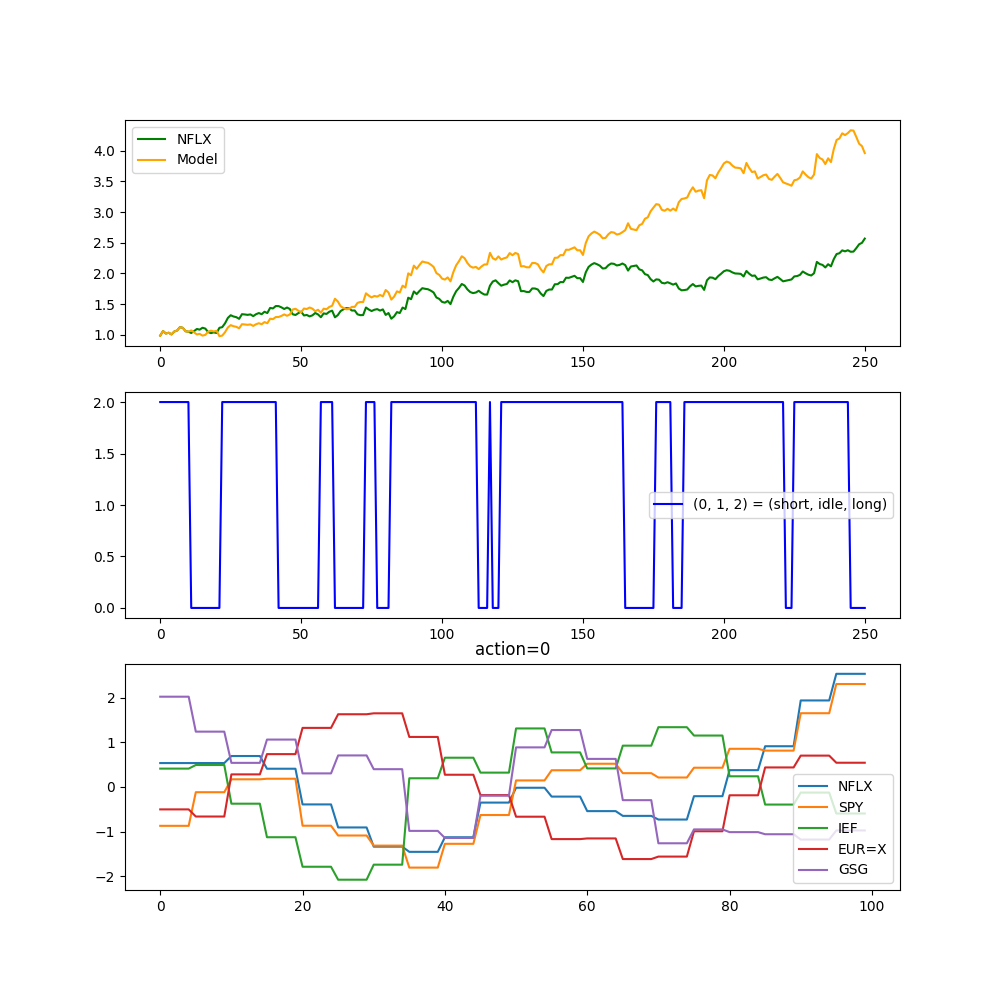 NFLX
Model
4.0
3.5
3.0
2.5
2.0
1.5
1.0
0 50 100 150 200 250
2.0
1.5
1.0
0.5
0.0
(0, 1, 2) = (short, idle, long)
0 50 100 150 200 250
action=0
2
1
0
−1
−2
NFLX
SPY
IEF
EUR=X
GSG
0 20 40 60 80 100